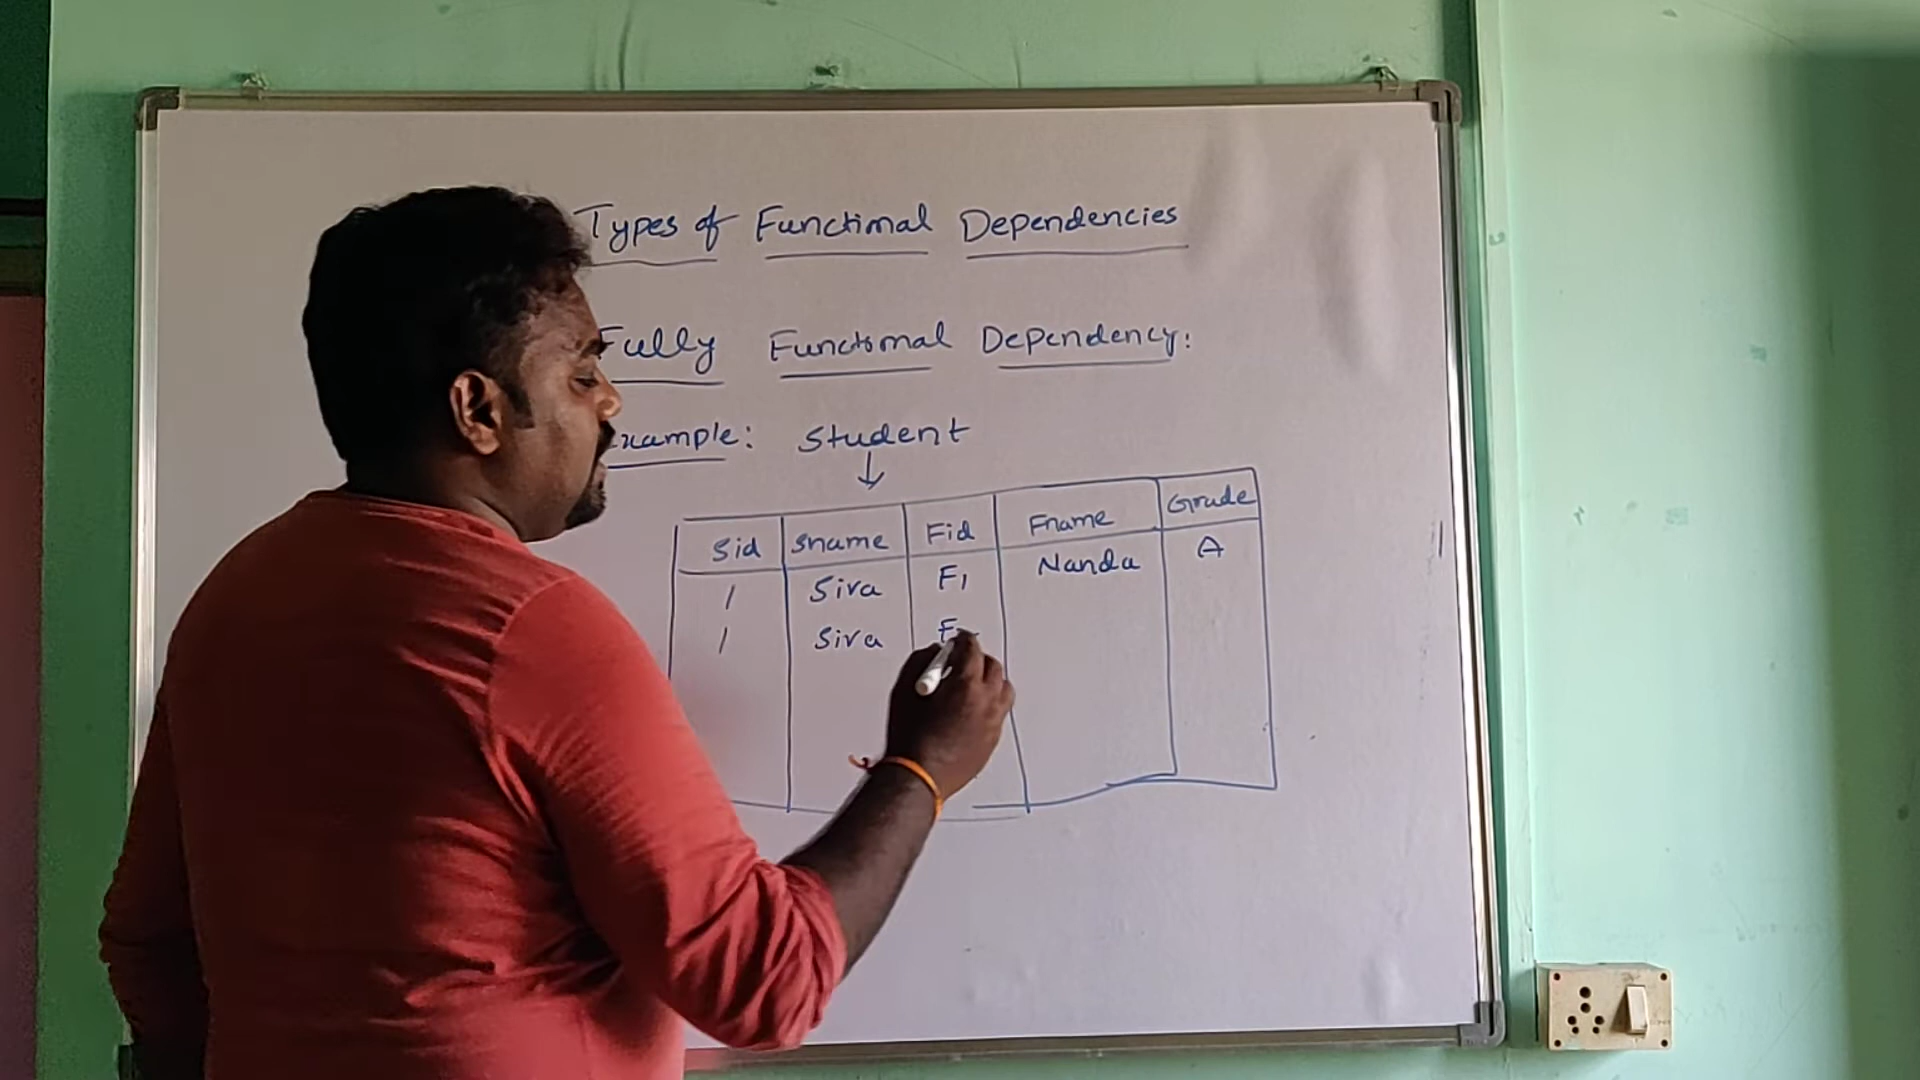 Types of Functional Dependencies
Fully Functional Dependency:
Example: Student
Sid Sname Fid Fname Grade
1 Siva F1 Nanda A
1 Siva